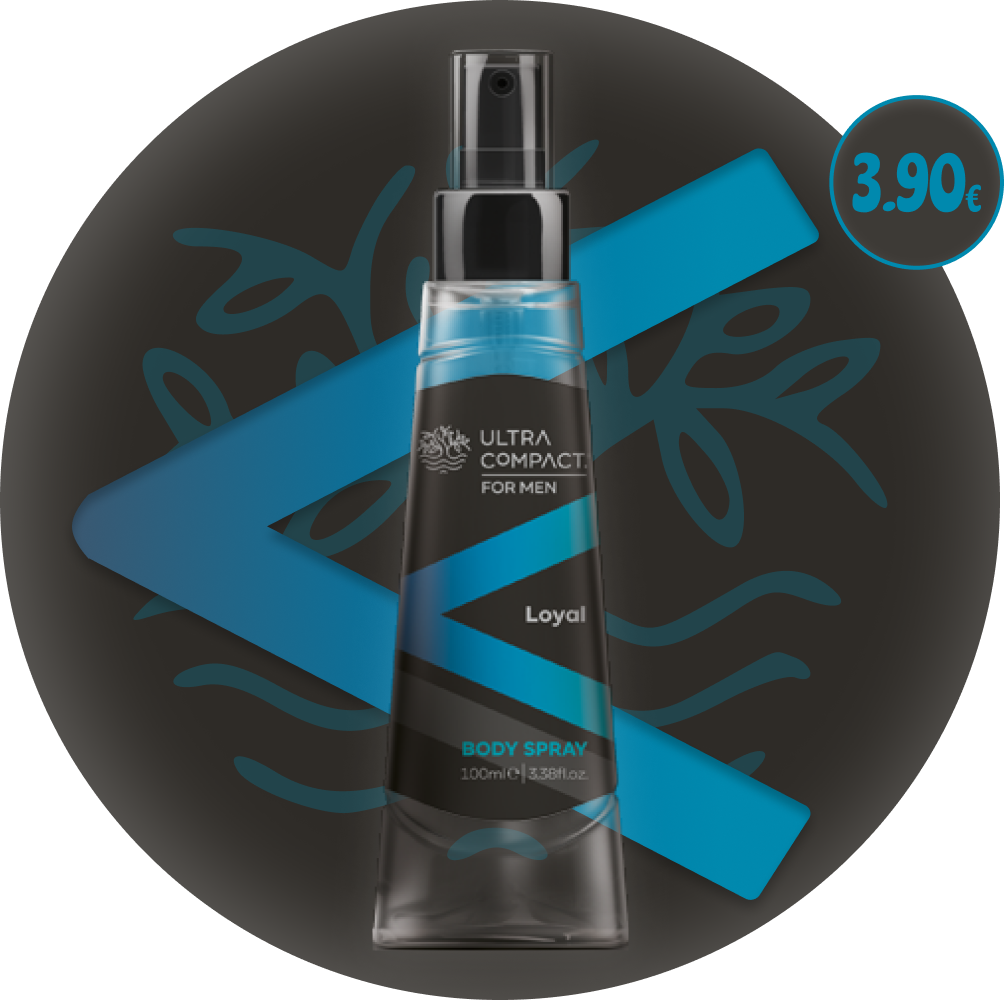 3.90€
ULTRA
COMPACT.
FOR MEN
Loyal
BODY SPRAY
100ml ℮ | 3,38fl.oz.